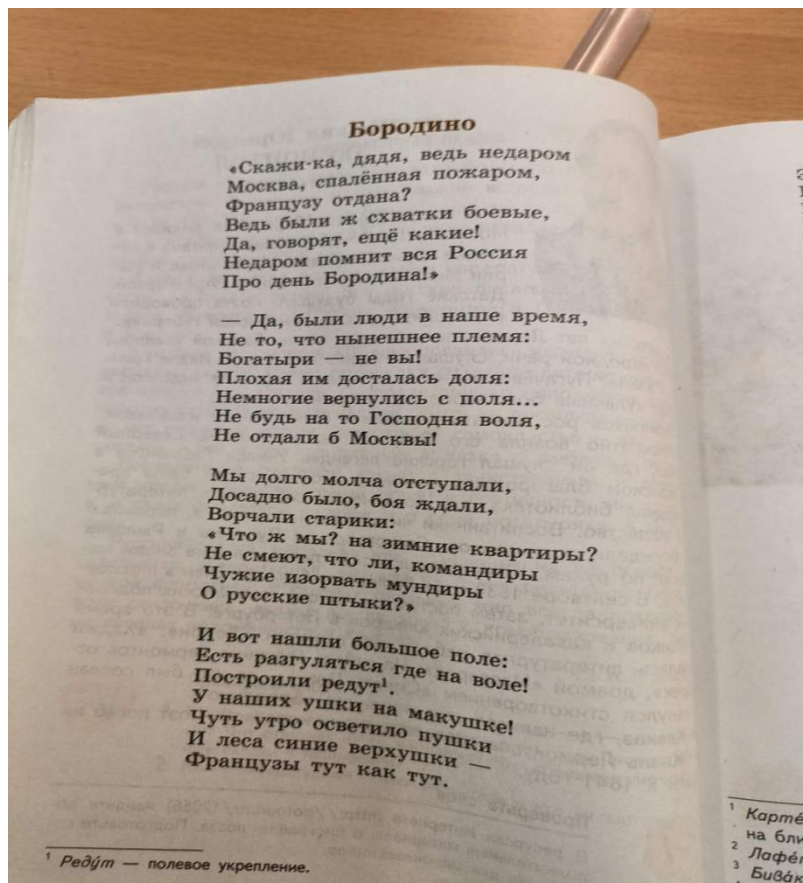 Бородино
«Скажи-ка, дядя, ведь недаром
Москва, спалённая пожаром,
Французу отдана?
Ведь были ж схватки боевые,
Да, говорят, ещё какие!
Недаром помнит вся Россия
Про день Бородина!»
— Да, были люди в наше время,
Не то, что нынешнее племя:
Богатыри — не вы!
Плохая им досталась доля:
Немногие вернулись с поля...
Не будь на то Господня воля,
Не отдали б Москвы!
Мы долго молча отступали,
Досадно было, боя ждали,
Ворчали старики:
«Что ж мы? на зимние квартиры?
Не смеют, что ли, командиры
Чужие изорвать мундиры
О русские штыки?»
И вот нашли большое поле:
Есть разгуляться где на воле!
Построили редут¹.
У наших ушки на макушке!
Чуть утро осветило пушки
И леса синие верхушки —
Французы тут как тут.
¹ Реду́т — полевое укрепление.
¹
на
2
3